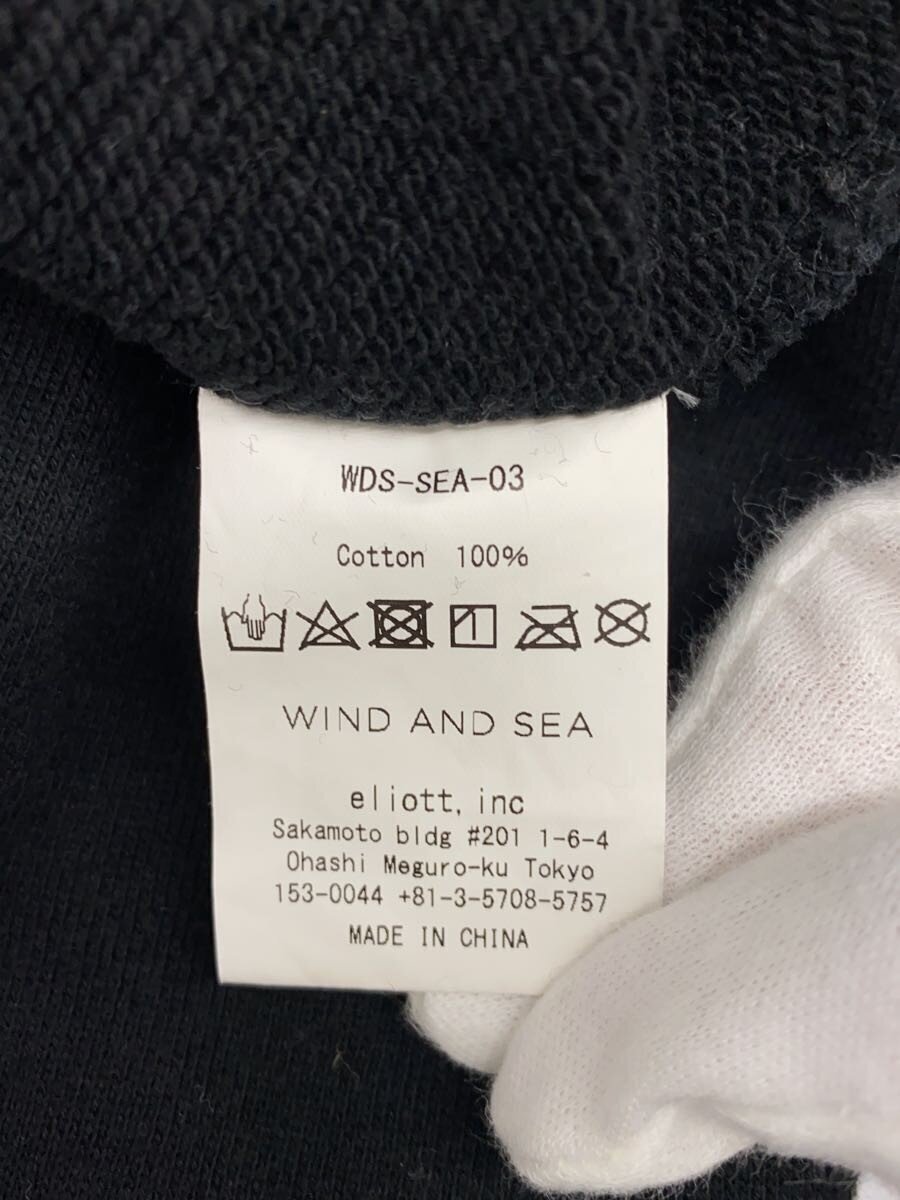 WDS-SEA-03
Cotton 100%
WIND AND SEA
eliott, inc
Sakamoto bldg #201 1-6-4
Ohashi Meguro-ku Tokyo
153-0044 +81-3-5708-5757
MADE IN CHINA